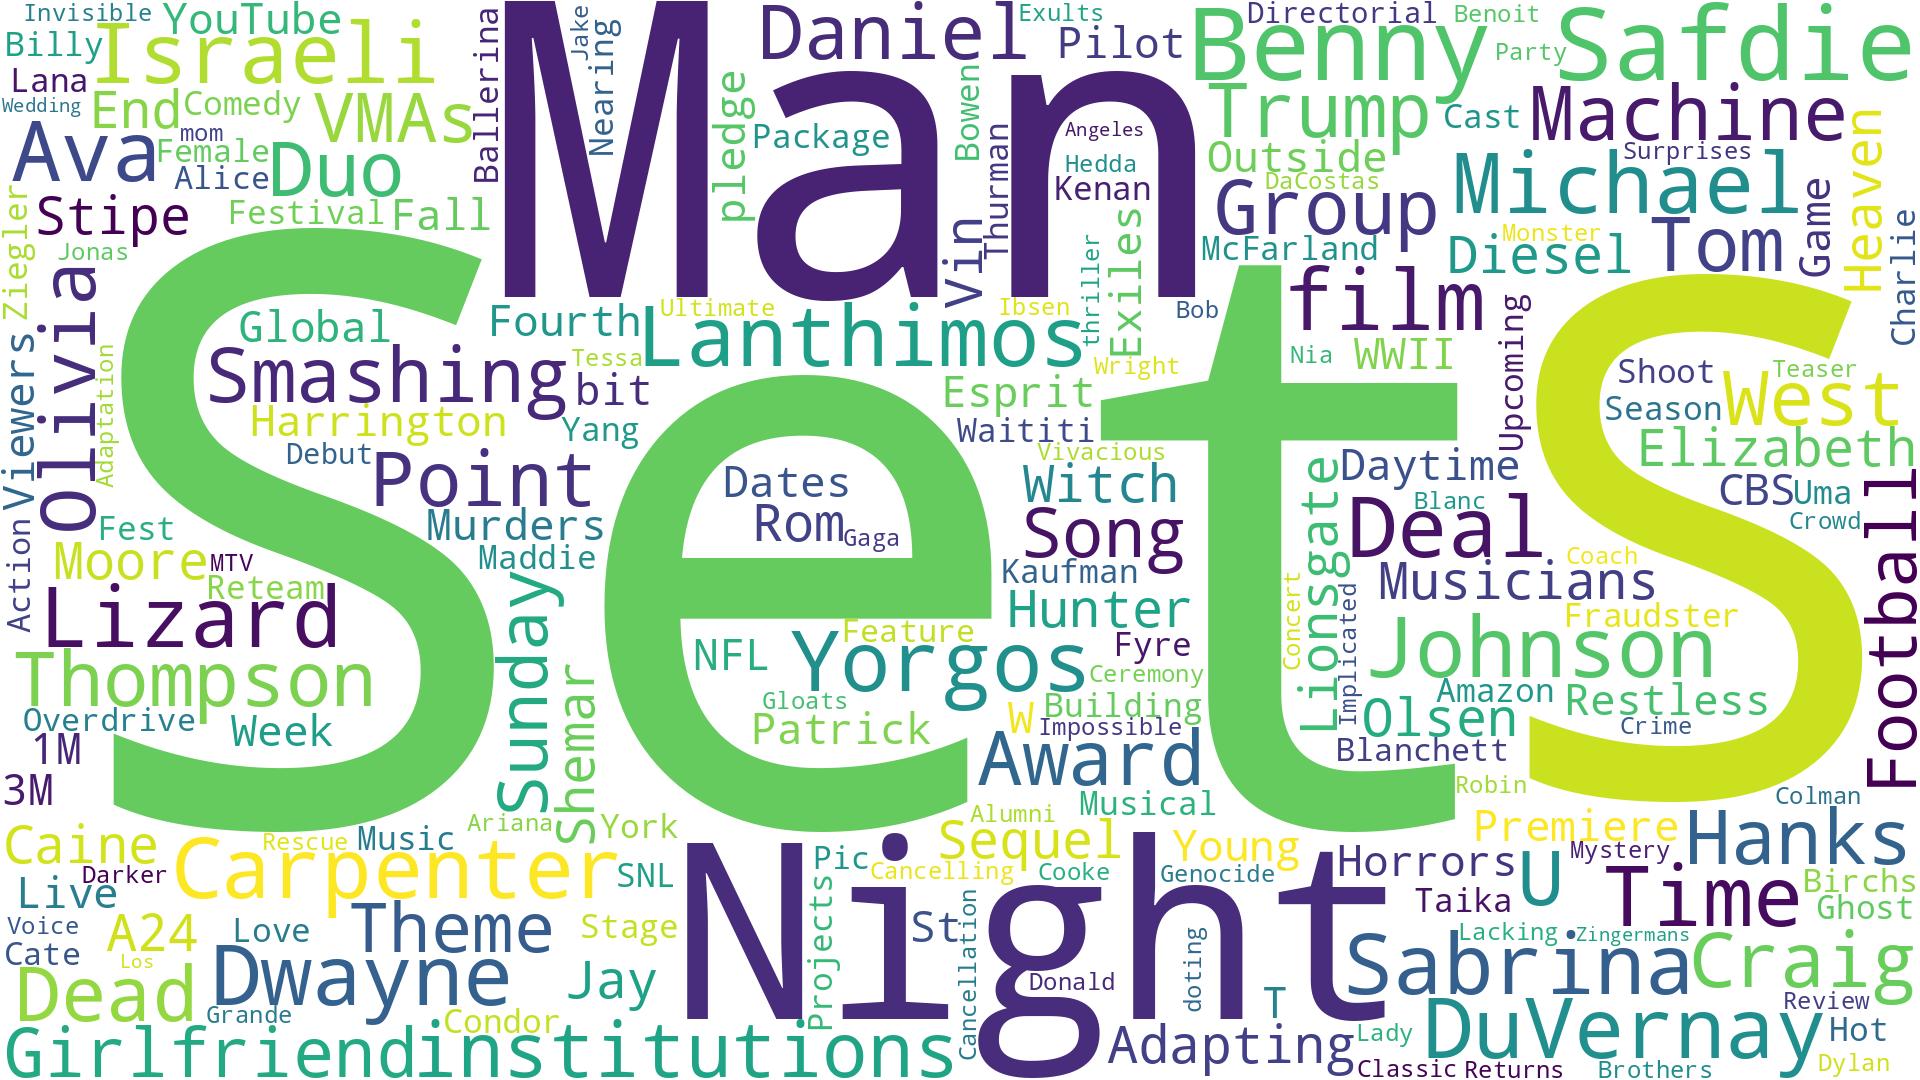 Invisible
YouTube
Billy
Israeli
Lana
Wedding
End
Comedy
VMAs
Ava
mom
Female
Alice
Duo
Stipe
Festival
Fall
Ziegler
Jonas
Ballerina
Jake
Nearing
Man
Daniel
Exults
Pilot
pledge
Package
Bowen
Angeles
Hedda
Kenan
Thurman
Vin
thriller
Exiles
Directorial
Benoit
Benny
Party
Safdie
Trump
Cast
Machine
Outside
Surprises
DaCostas
Group
Michael
Heaven
McFarland
Monster
Diesel
Tom
Game
Charlie
Olivia
Viewers
Adaptation
Action
Sets
Global
Fourth
Ultimate
Lanthimos
Ibsen
Bob
film
Smashing
Tessa
bit
Wright
Nia
WWII
Upcoming
Shoot
Teaser
Season
West
Harrington
Yang
Esprit
Waititi
Vivacious
Elizabeth
Debut
Point
Dates
Witch
Daytime
CBS
Uma
Blanc
Crowd
Fest
Murders
Rom
Gaga
Song
Deal
Football
Moore
MTV
Maddie
Kaufman
Coach
Reteam
Musicians
Lizard
Hunter
Lionsgate
Implicated
Concert
Fraudster
Sunday
Feature
NFL
Yorgos
Fyre
Johnson
Thompson
Ceremony
Shemar
Gloats
Building
Amazon
Restless
Overdrive
Week
Patrick
W
Impossible
Olsen
Crime
1M
Award
Blanchett
3M
Robin
Colman
Musical
Alumni
Ariana
York
Caine
Rescue
Music
Sequel
Young
Premiere
Hanks
Darker
Carpenter
SNL
Pic
Cancelling
Cooke
Genocide
Horrors
U
Mystery
Live
Birchs
Taika
Time
Ghost
Voice
A24
Love
Theme
Stage
Projects
St
Night
Cancellation
Lacking
Zingermans
Cate
Los
Dead
Dwayne
Jay
Donald
doting
T
Sabrina
Craig
Grande
Condor
Review
DuVernay
Hot
Girlfriend
institutions
Adapting
Lady
Classic
Returns
Brothers
Dylan